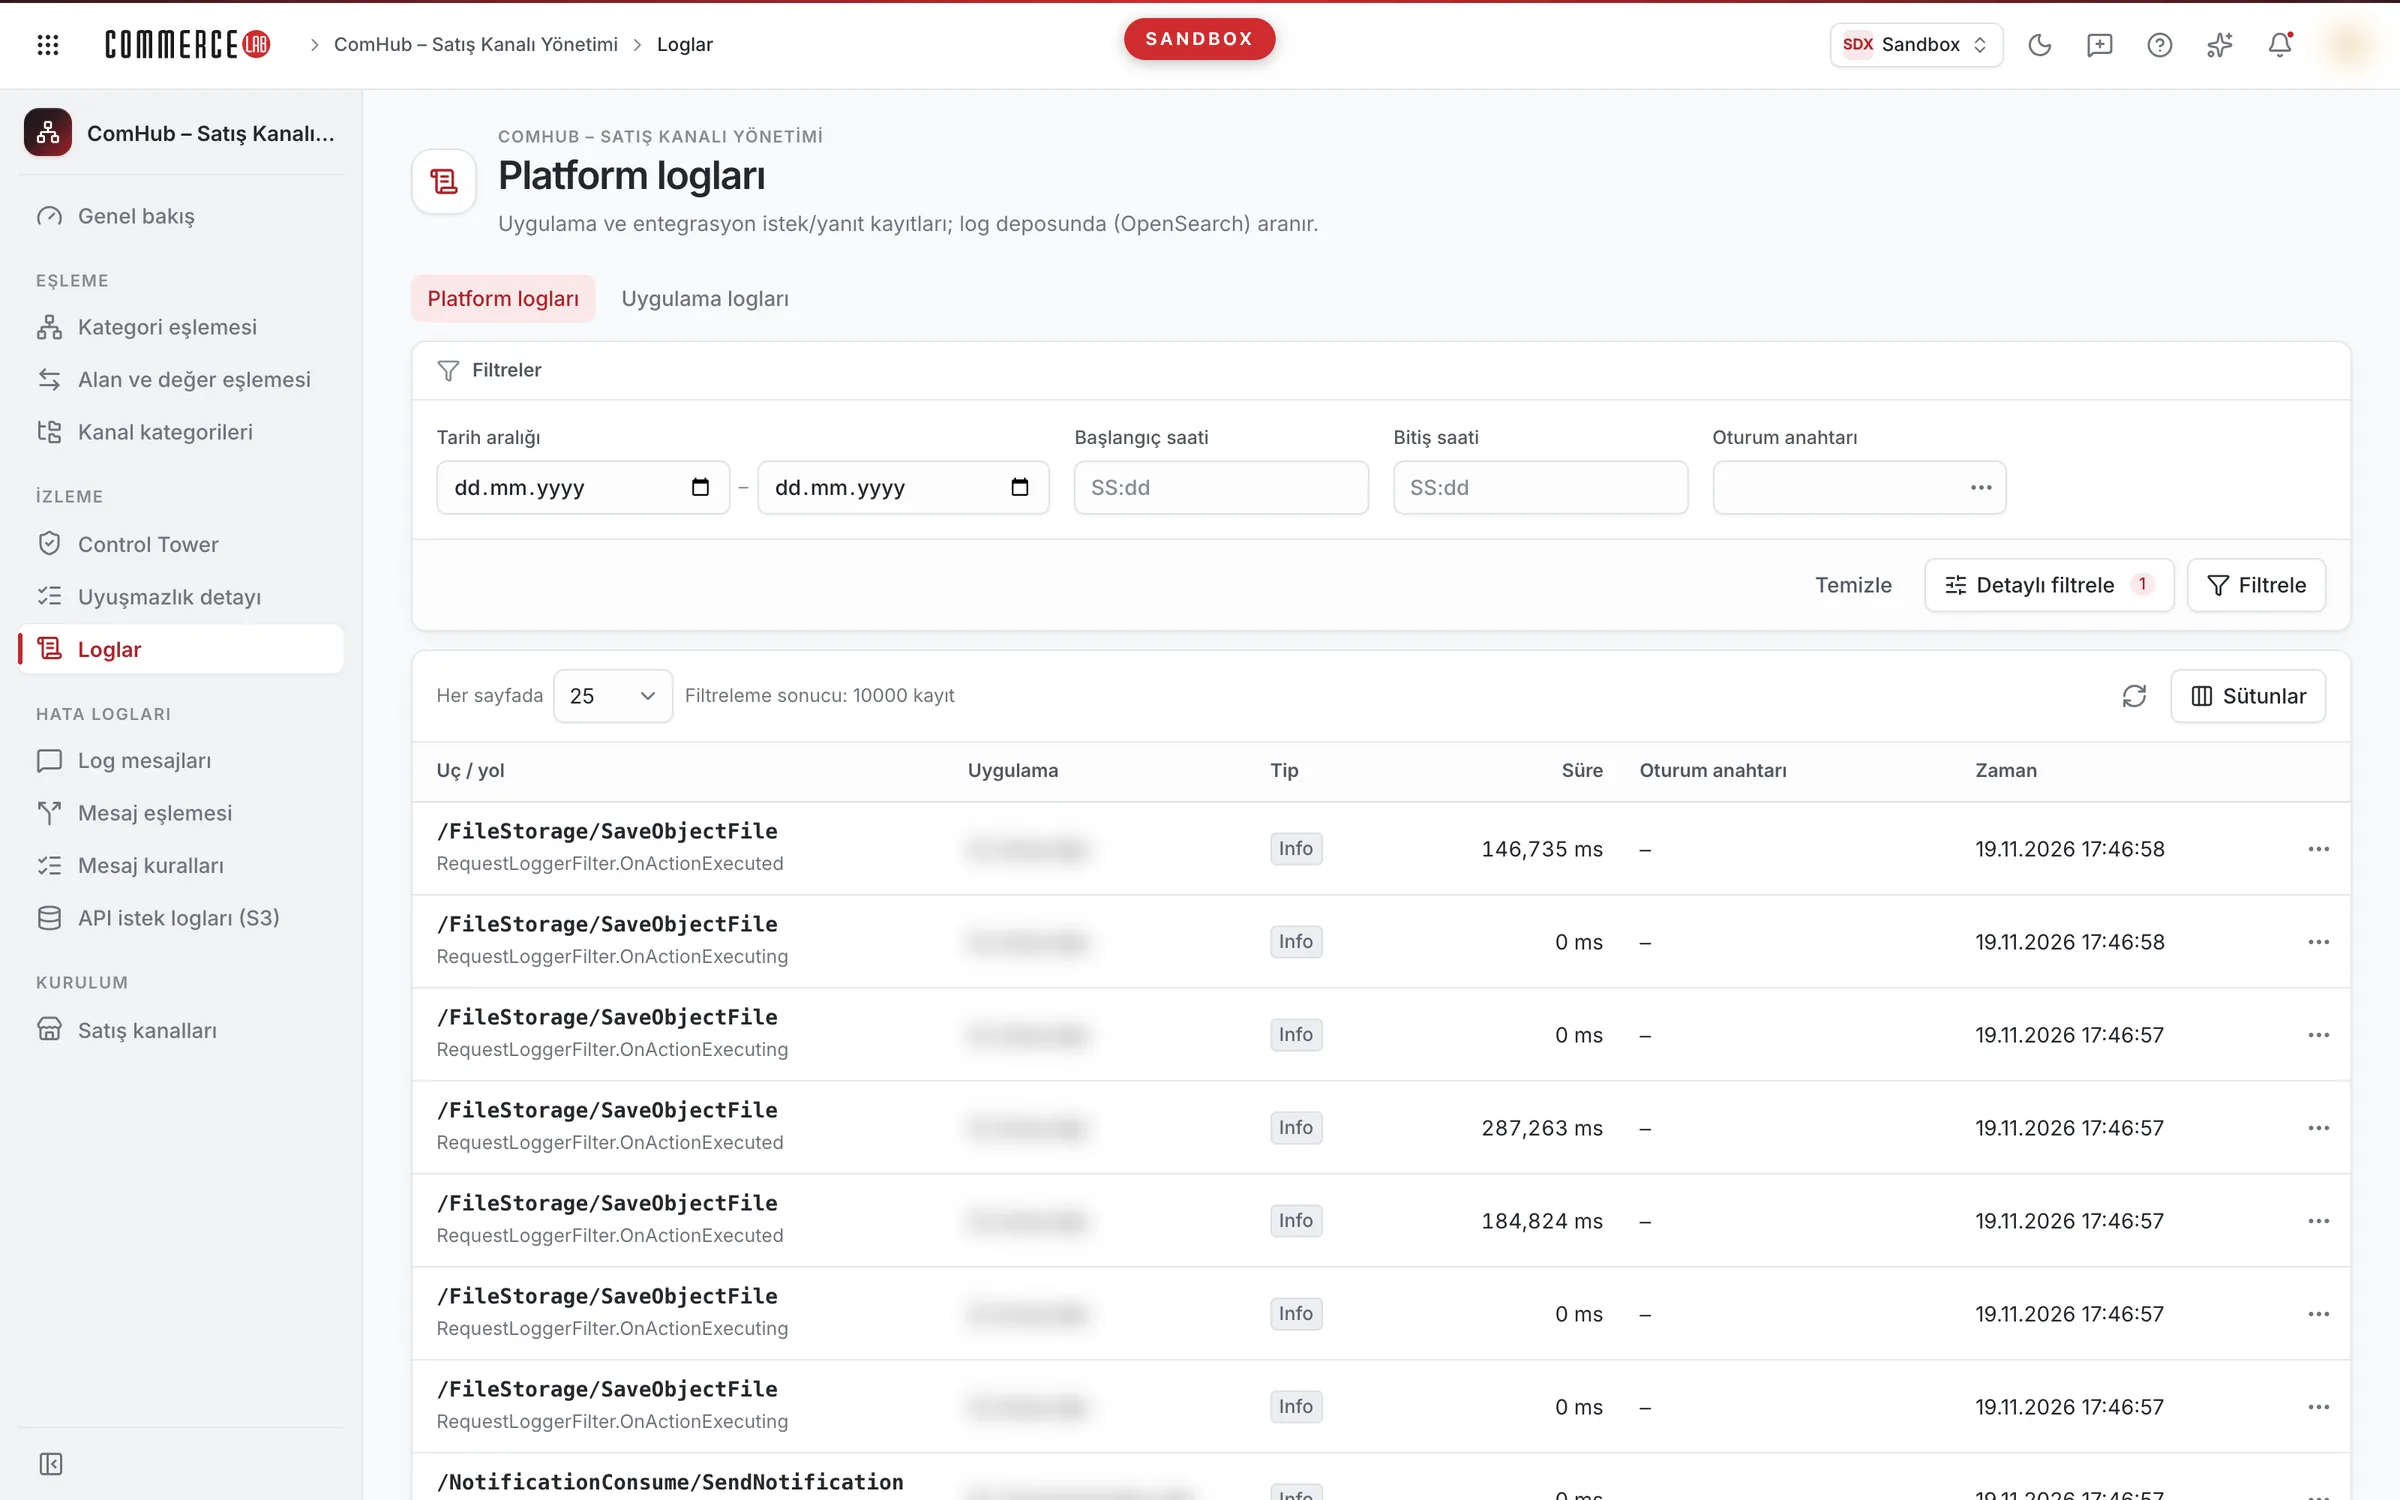 COMMERCE LAB
ComHub – Satış Kanalı Yönetimi
Loglar
SANDBOX
SDX Sandbox
ComHub – Satış Kanalı...
Genel bakış
EŞLEME
Kategori eşlemesi
Alan ve değer eşlemesi
Kanal kategorileri
İZLEME
Control Tower
Uyuşmazlık detayı
Loglar
HATA LOGLARI
Log mesajları
Mesaj eşlemesi
Mesaj kuralları
API istek logları (S3)
KURULUM
Satış kanalları
COMHUB – SATIŞ KANALI YÖNETİMİ
Platform logları
Uygulama ve entegrasyon istek/yanıt kayıtları; log deposunda (OpenSearch) aranır.
Platform logları Uygulama logları
Filtreler
Tarih aralığı Başlangıç saati Bitiş saati Oturum anahtarı
dd.mm.yyyy – dd.mm.yyyy SS:dd SS:dd
Temizle Detaylı filtrele 1 Filtrele
Her sayfada 25 Filtreleme sonucu: 10000 kayıt Sütunlar
Uç / yol Uygulama Tip Süre Oturum anahtarı Zaman
/FileStorage/SaveObjectFile
RequestLoggerFilter.OnActionExecuted
Info 146,735 ms – 19.11.2026 17:46:58
/FileStorage/SaveObjectFile
RequestLoggerFilter.OnActionExecuting
Info 0 ms – 19.11.2026 17:46:58
/FileStorage/SaveObjectFile
RequestLoggerFilter.OnActionExecuting
Info 0 ms – 19.11.2026 17:46:57
/FileStorage/SaveObjectFile
RequestLoggerFilter.OnActionExecuted
Info 287,263 ms – 19.11.2026 17:46:57
/FileStorage/SaveObjectFile
RequestLoggerFilter.OnActionExecuted
Info 184,824 ms – 19.11.2026 17:46:57
/FileStorage/SaveObjectFile
RequestLoggerFilter.OnActionExecuting
Info 0 ms – 19.11.2026 17:46:57
/FileStorage/SaveObjectFile
RequestLoggerFilter.OnActionExecuting
Info 0 ms – 19.11.2026 17:46:57
/NotificationConsume/SendNotification
Info 0 ms 19.11.2026 17:46:57